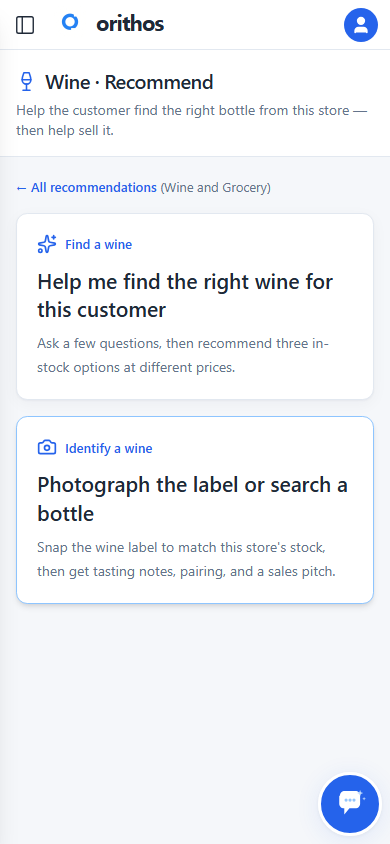 orithos
Wine · Recommend
Help the customer find the right bottle from this store —
then help sell it.
← All recommendations (Wine and Grocery)
Find a wine
Help me find the right wine for
this customer
Ask a few questions, then recommend three in-
stock options at different prices.
Identify a wine
Photograph the label or search a
bottle
Snap the wine label to match this store's stock,
then get tasting notes, pairing, and a sales pitch.